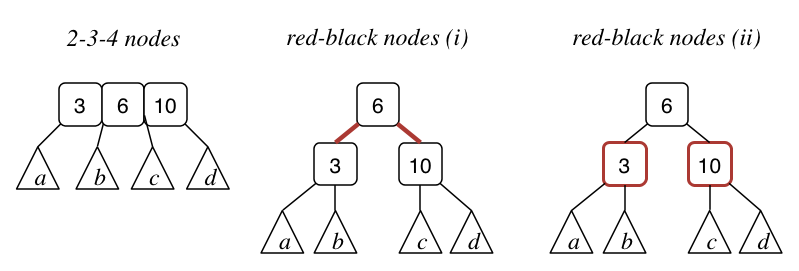 2-3-4 nodes
red-black nodes (i)
red-black nodes (ii)
3 6 10
a b c d
6
3 10
a b c d
6
3 10
a b c d